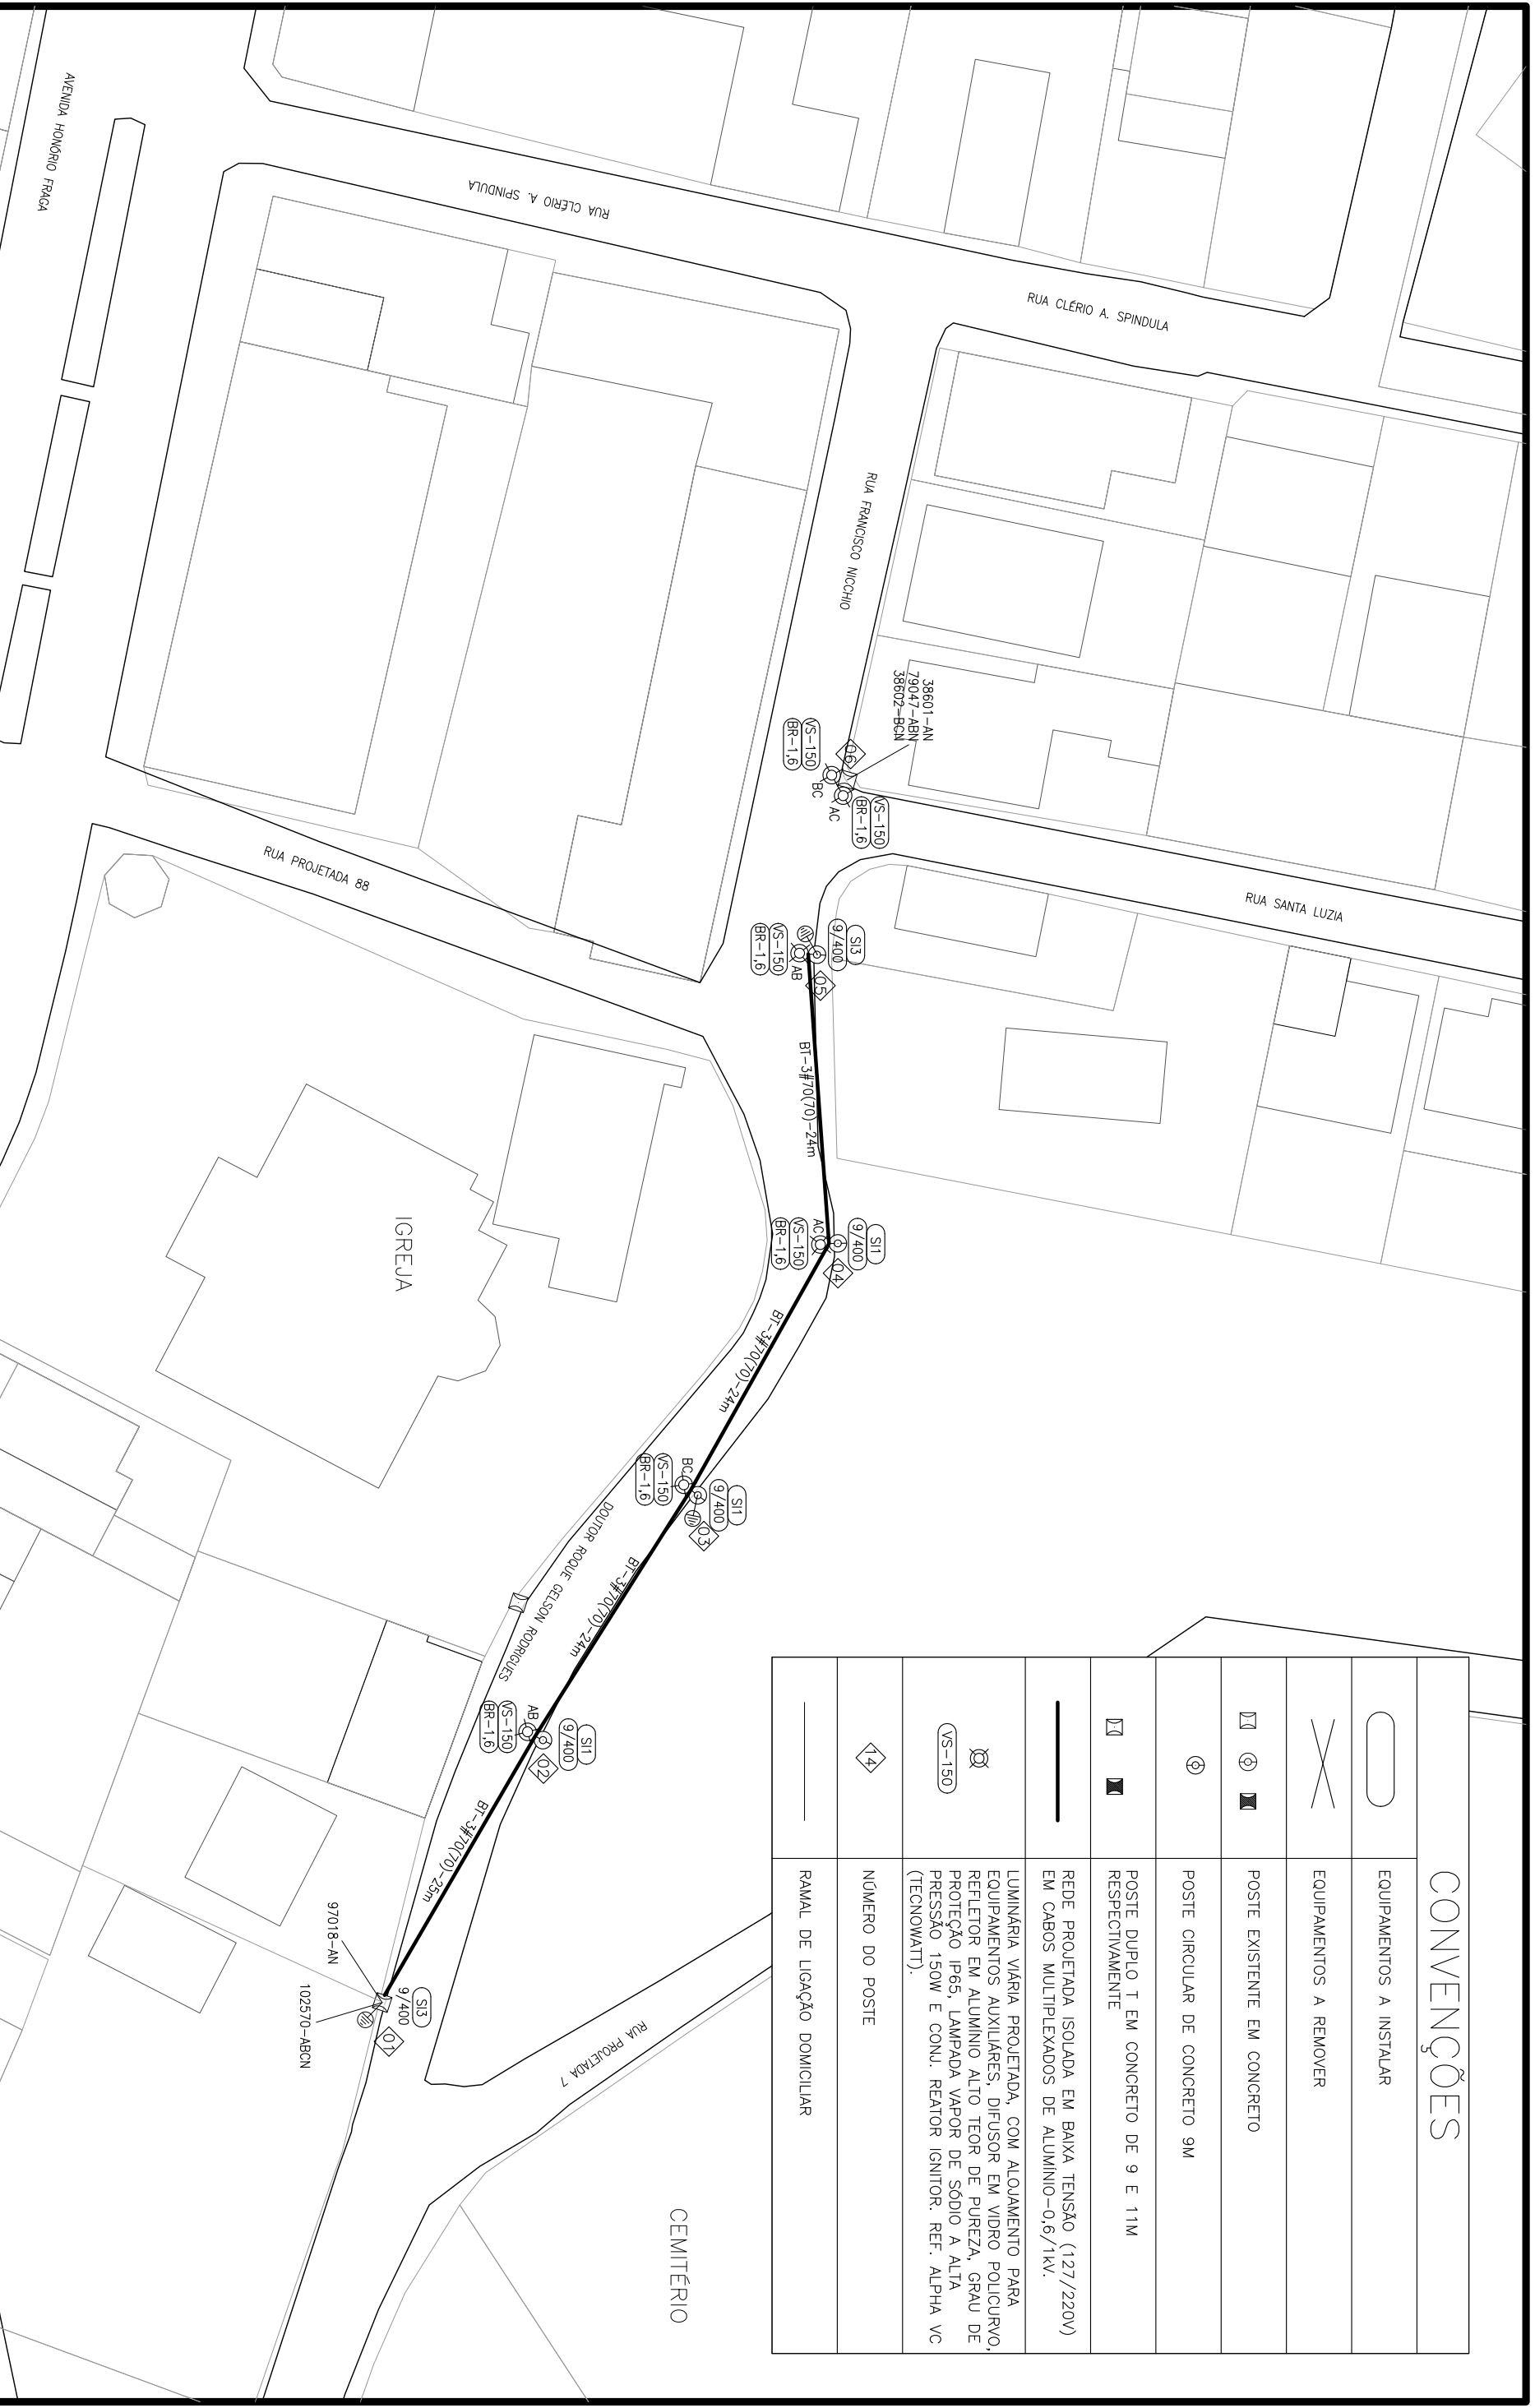 AVENIDA HONÓRIO FRAGA
RUA CLÉRIO A. SPINDULA
RUA CLÉRIO A. SPINDULA
RUA FRANCISCO NICCHIO
38601-AN
79047-ABN
38602-BCN
06
VS-150
BR-1,6
BC
VS-150
BR-1,6
AC
RUA SANTA LUZIA
RUA PROJETADA 88
SI3
9/400
05
VS-150
BR-1,6
AB
BT-3#70(70)-24m
SI1
9/400
04
AC
VS-150
BR-1,6
BT-3#70(70)-24m
IGREJA
SI1
9/400
03
BC
VS-150
BR-1,6
DOUTOR ROQUE GELSON RODRIGUES
BT-3#70(70)-24m
SI1
9/400
02
AB
VS-150
BR-1,6
BT-3#70(70)-25m
97018-AN
102570-ABCN
SI3
9/400
01
RUA PROJETADA 7
CEMITÉRIO
CONVENÇÕES
EQUIPAMENTOS A INSTALAR
EQUIPAMENTOS A REMOVER
POSTE EXISTENTE EM CONCRETO
POSTE CIRCULAR DE CONCRETO 9M
POSTE DUPLO T EM CONCRETO DE 9 E 11M
RESPECTIVAMENTE
REDE PROJETADA ISOLADA EM BAIXA TENSÃO (127/220V)
EM CABOS MULTIPLEXADOS DE ALUMÍNIO-0,6/1kV.
VS-150
LUMINÁRIA VIÁRIA PROJETADA, COM ALOJAMENTO PARA
EQUIPAMENTOS AUXILIÁRES, DIFUSOR EM VIDRO POLICURVO,
REFLETOR EM ALUMÍNIO ALTO TEOR DE PUREZA, GRAU DE
PROTEÇÃO IP65, LAMPADA VAPOR DE SÓDIO A ALTA
PRESSÃO 150W E CONJ. REATOR IGNITOR. REF. ALPHA VC
(TECNOWATT).
14
NÚMERO DO POSTE
RAMAL DE LIGAÇÃO DOMICILIAR